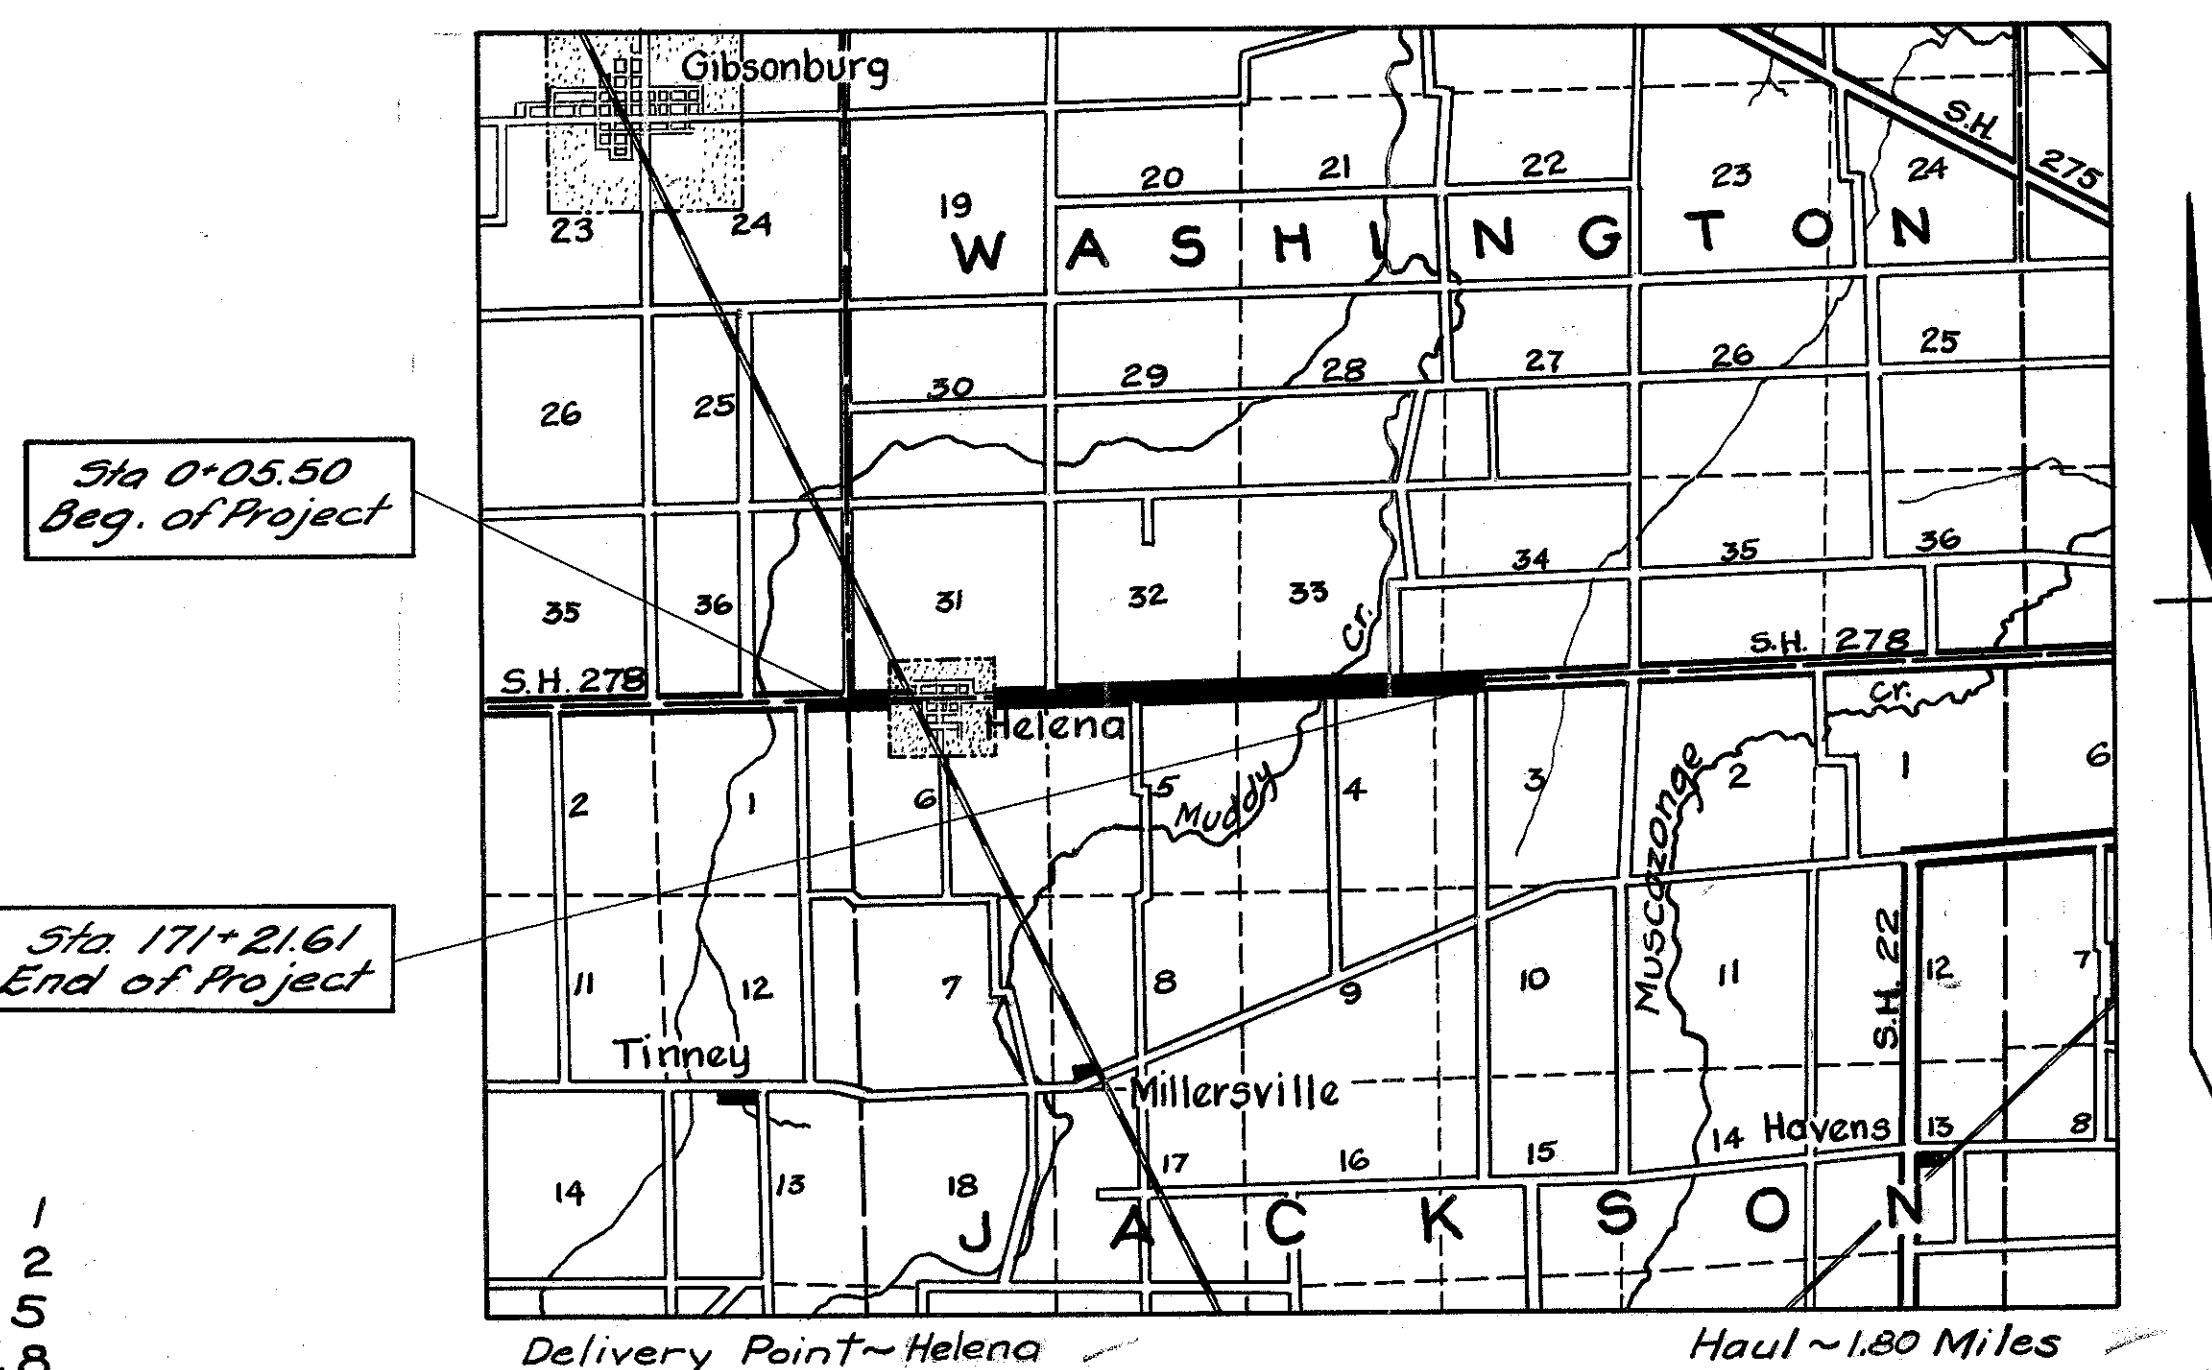 Gibsonburg
S.H. 275
20 21 22 23 24
19
23 24
WASHINGTON
30 29 28 27 26 25
26 25
Sta 0+05.50
Beg. of Project
34 35 36
35 36 31 32 33
Cr.
S.H. 278
S.H. 278
Cr.
Helena
2 1 6 5 4 3 2 1 6
Muddy
Muscazonge
Sta. 171+21.61
End of Project
11 12 7 8 9 10 11 12 7
S.H. 22
Tinney
Millersville
Havens
14 13 18 17 16 15 14 13 8
JACKSON
1
2
5
8
Delivery Point~Helena
Haul~1.80 Miles